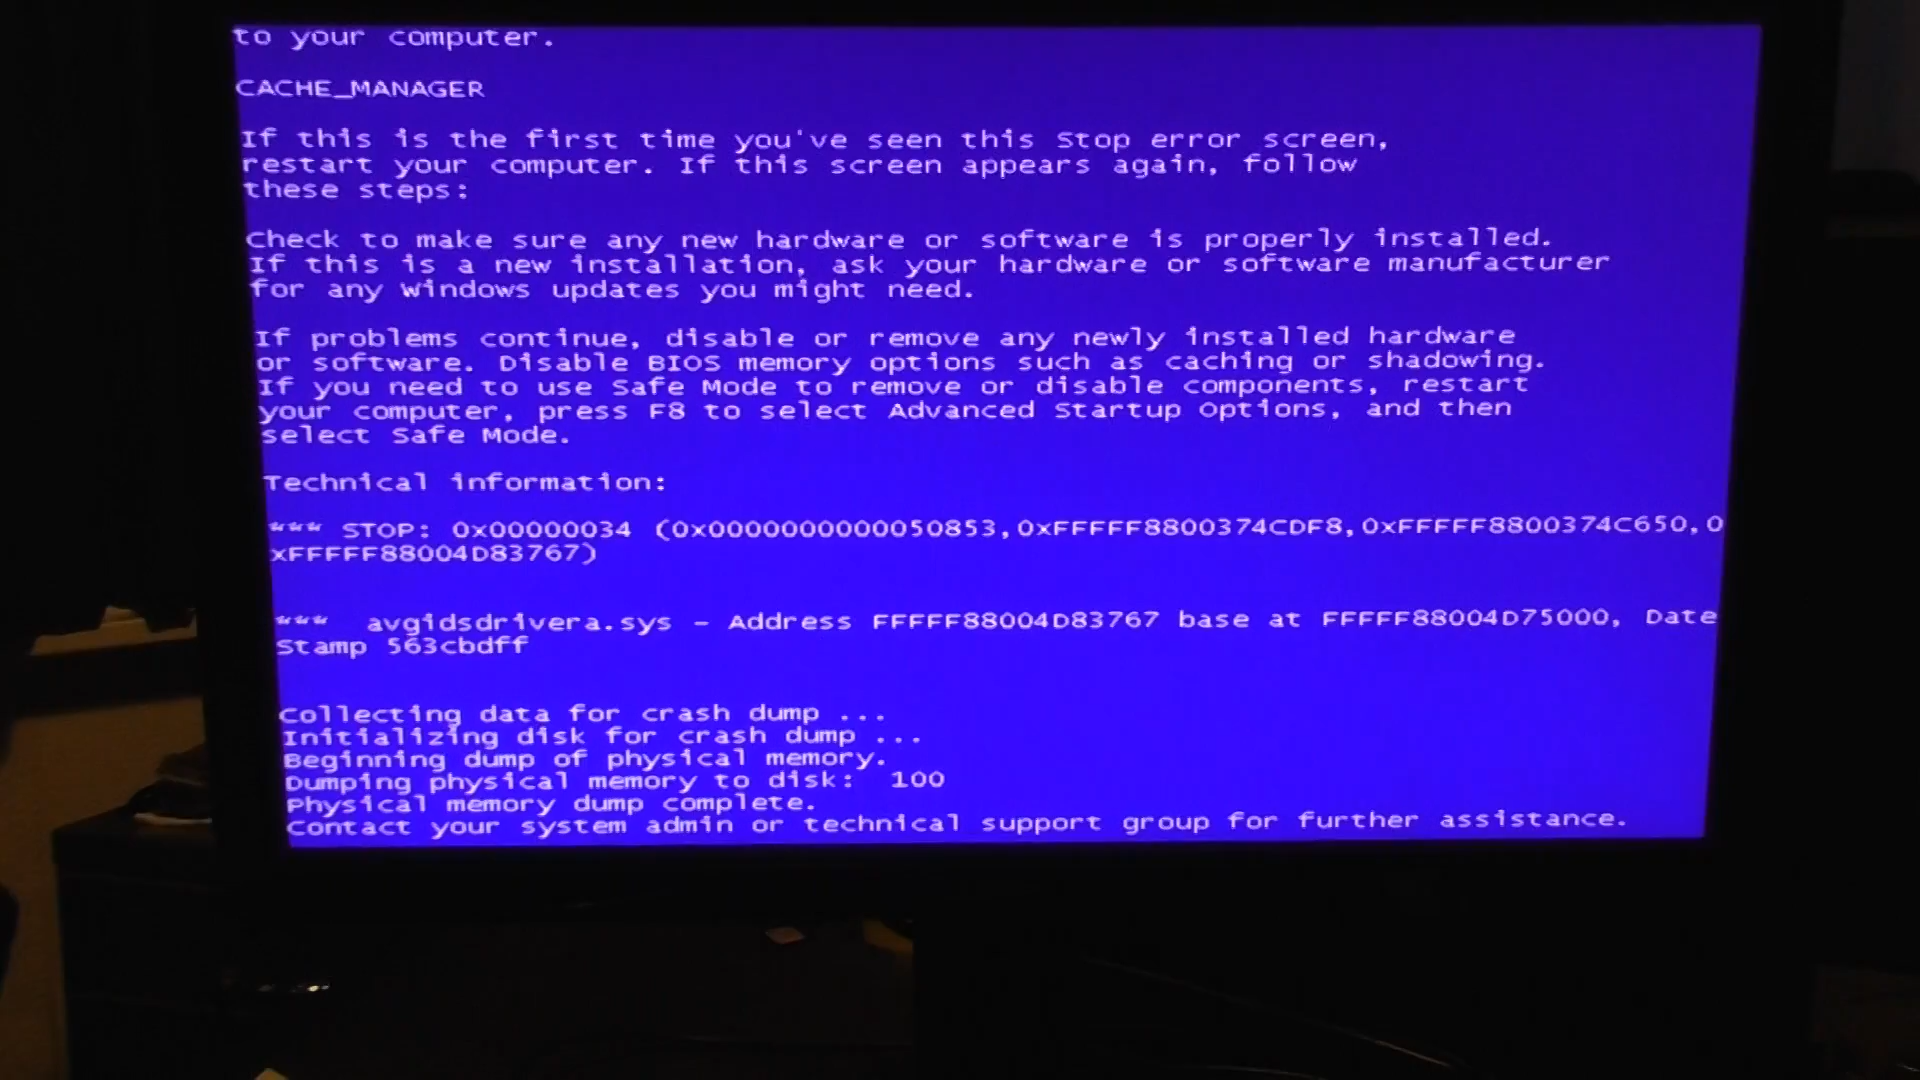 to your computer.
CACHE_MANAGER
If this is the first time you've seen this Stop error screen,
restart your computer. If this screen appears again, follow
these steps:
Check to make sure any new hardware or software is properly installed.
If this is a new installation, ask your hardware or software manufacturer
for any Windows updates you might need.
If problems continue, disable or remove any newly installed hardware
or software. Disable BIOS memory options such as caching or shadowing.
If you need to use Safe Mode to remove or disable components, restart
your computer, press F8 to select Advanced Startup Options, and then
select Safe Mode.
Technical information:
*** STOP: 0x00000034 (0x0000000000050853,0xFFFFF8800374CDF8,0xFFFFF8800374C650,0
xFFFFF88004D83767)
***  avgidsdrivera.sys - Address FFFFF88004D83767 base at FFFFF88004D75000, Date
Stamp 563cbdff
Collecting data for crash dump ...
Initializing disk for crash dump ...
Beginning dump of physical memory.
Dumping physical memory to disk:  100
Physical memory dump complete.
Contact your system admin or technical support group for further assistance.